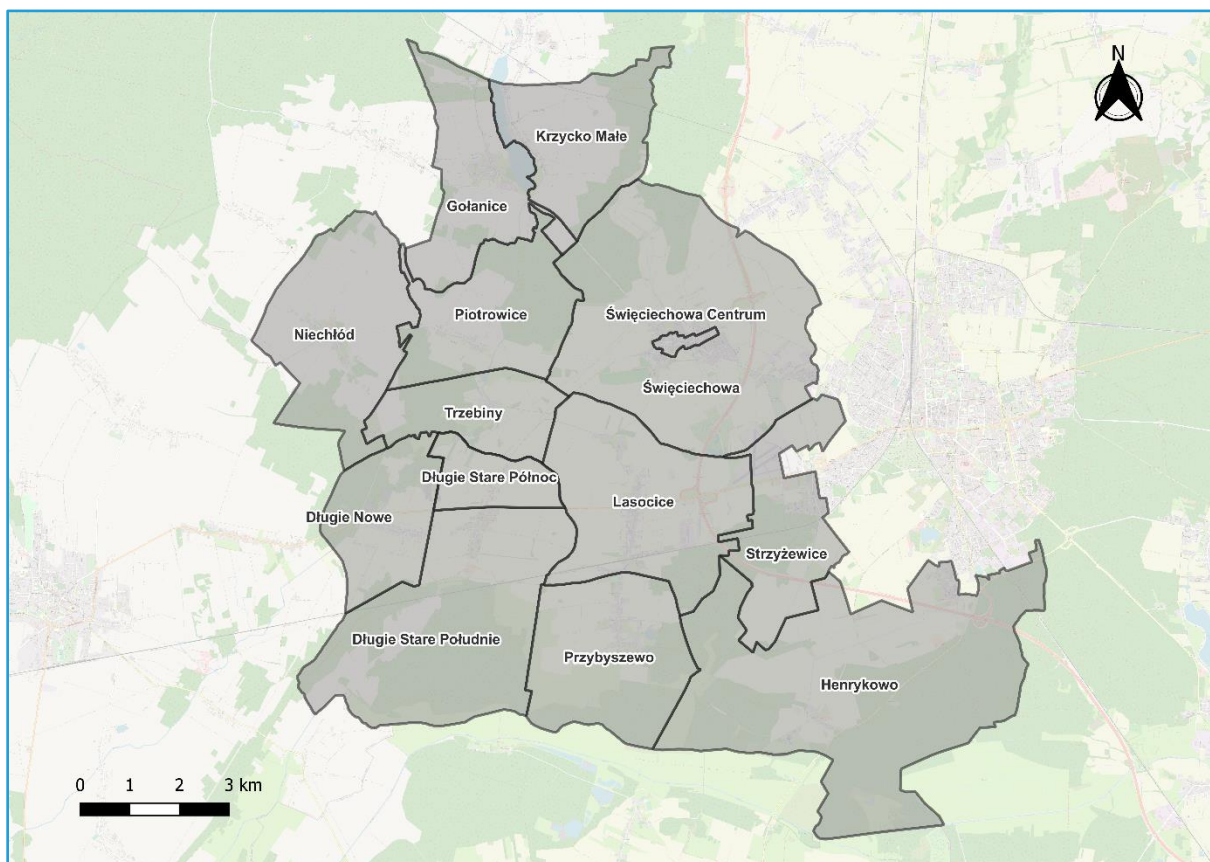 N
Krzycko Małe
Gołanice
Niechłód
Piotrowice
Święciechowa Centrum
Święciechowa
Trzebiny
Długie Stare Północ
Długie Nowe
Lasocice
Strzyżewice
Długie Stare Południe
Przybyszewo
Henrykowo
0 1 2 3 km